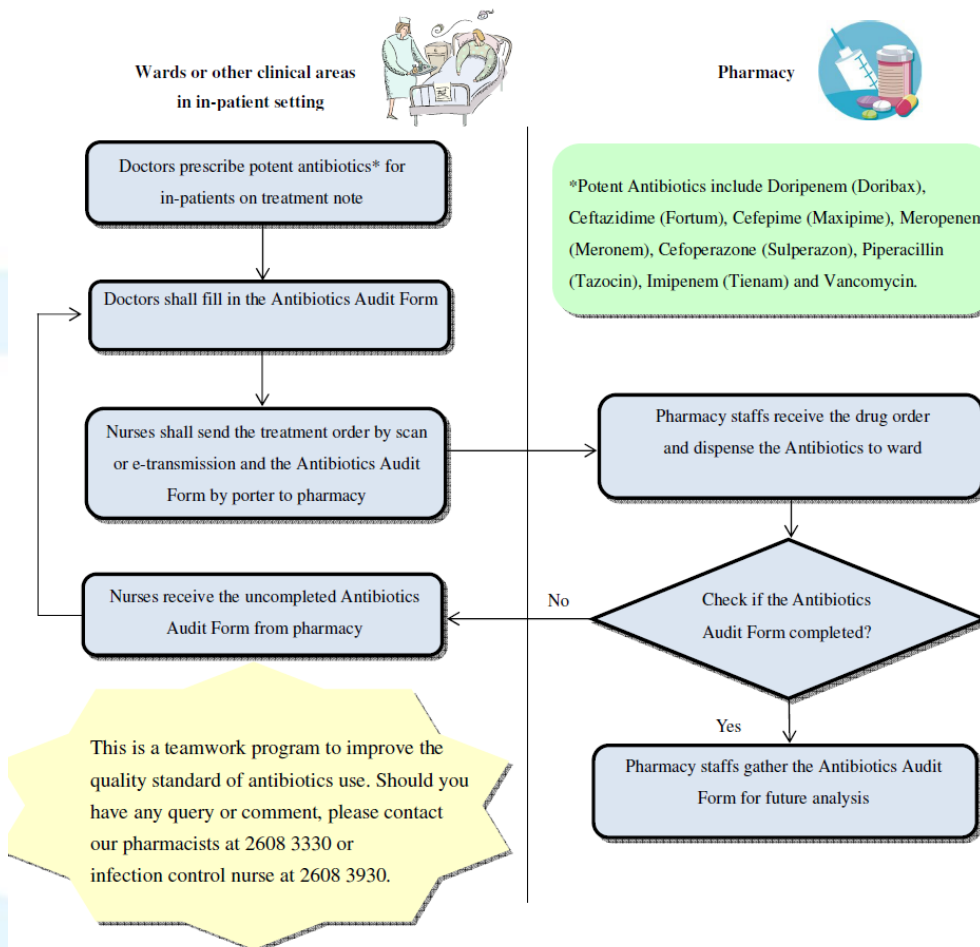 Wards or other clinical areas
in in-patient setting
Pharmacy
Doctors prescribe potent antibiotics* for
in-patients on treatment note
*Potent Antibiotics include Doripenem (Doribax),
Ceftazidime (Fortum), Cefepime (Maxipime), Meropenem
(Meronem), Cefoperazone (Sulperazon), Piperacillin
(Tazocin), Imipenem (Tienam) and Vancomycin.
Doctors shall fill in the Antibiotics Audit Form
Nurses shall send the treatment order by scan
or e-transmission and the Antibiotics Audit
Form by porter to pharmacy
Pharmacy staffs receive the drug order
and dispense the Antibiotics to ward
Check if the Antibiotics
Audit Form completed?
No
Nurses receive the uncompleted Antibiotics
Audit Form from pharmacy
Yes
Pharmacy staffs gather the Antibiotics Audit
Form for future analysis
This is a teamwork program to improve the
quality standard of antibiotics use. Should you
have any query or comment, please contact
our pharmacists at 2608 3330 or
infection control nurse at 2608 3930.